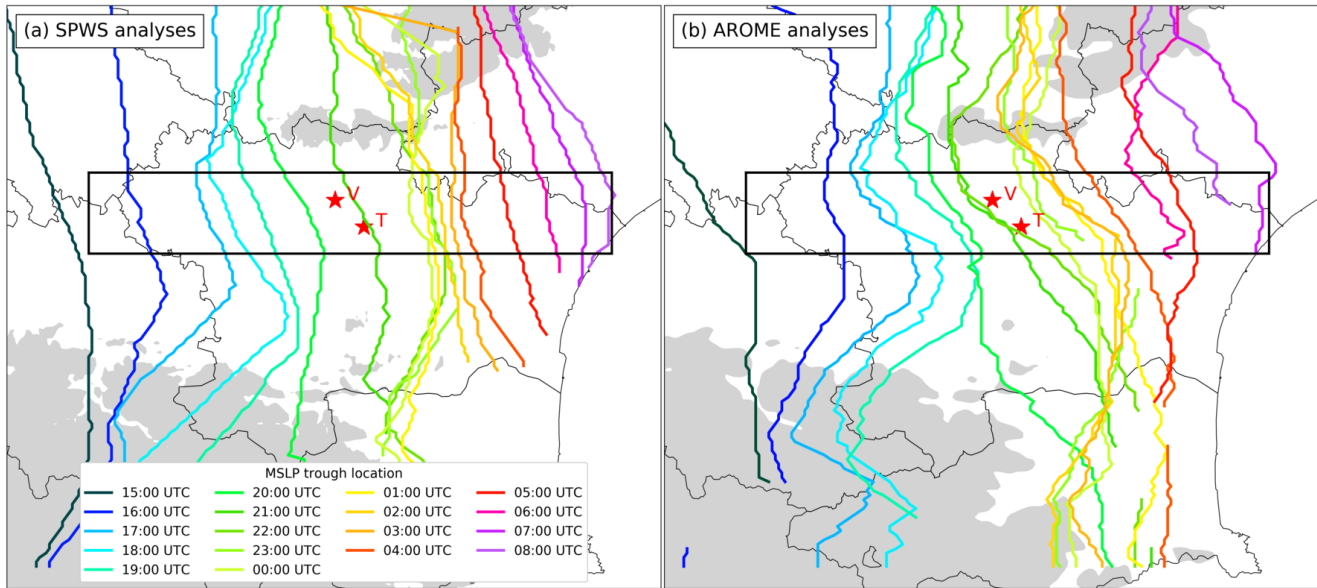 (a) SPWS analyses
(b) AROME analyses
V
T
V
T
MSLP trough location
15:00 UTC 20:00 UTC 01:00 UTC 05:00 UTC
16:00 UTC 21:00 UTC 02:00 UTC 06:00 UTC
17:00 UTC 22:00 UTC 03:00 UTC 07:00 UTC
18:00 UTC 23:00 UTC 04:00 UTC 08:00 UTC
19:00 UTC 00:00 UTC